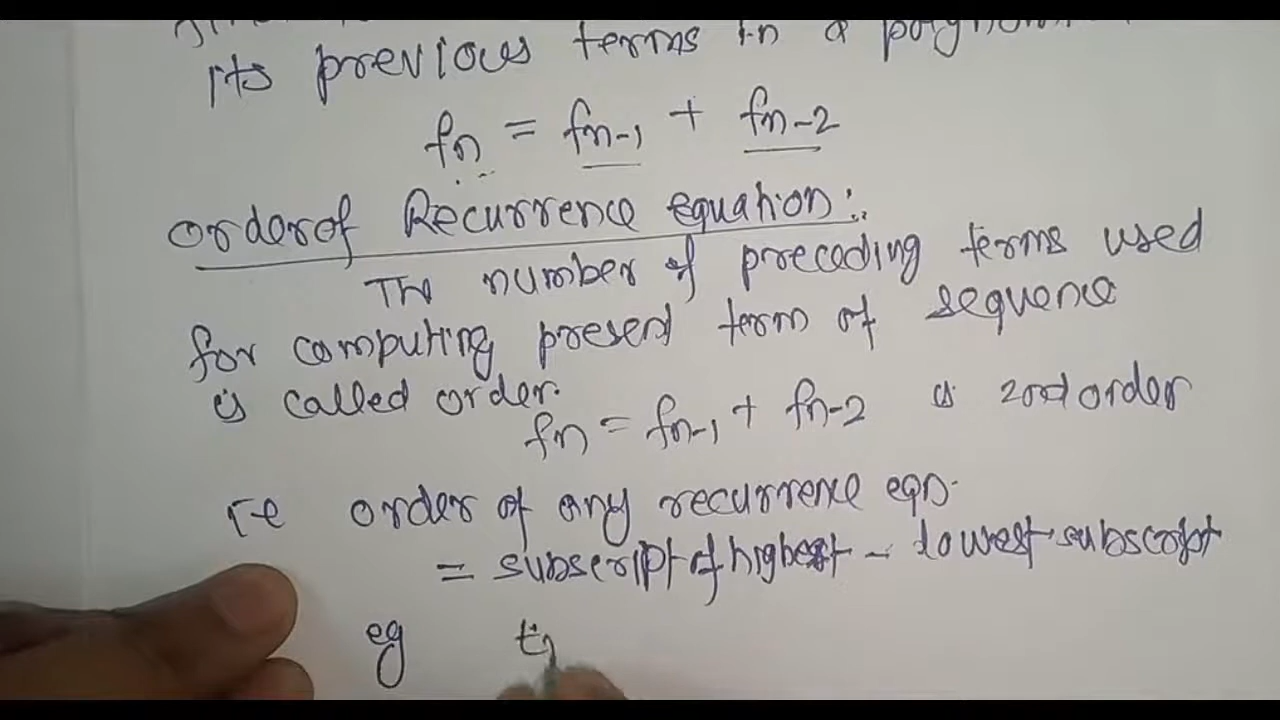 its previous terms in a
fn = fn-1 + fn-2
order of Recurrence equation:
The number of preceding terms used
for computing present term of sequence
is called order.
fn = fn-1 + fn-2 is 2nd order
i-e order of any recurrence eqn.
= subscript of highest - lowest subscript
eg tn